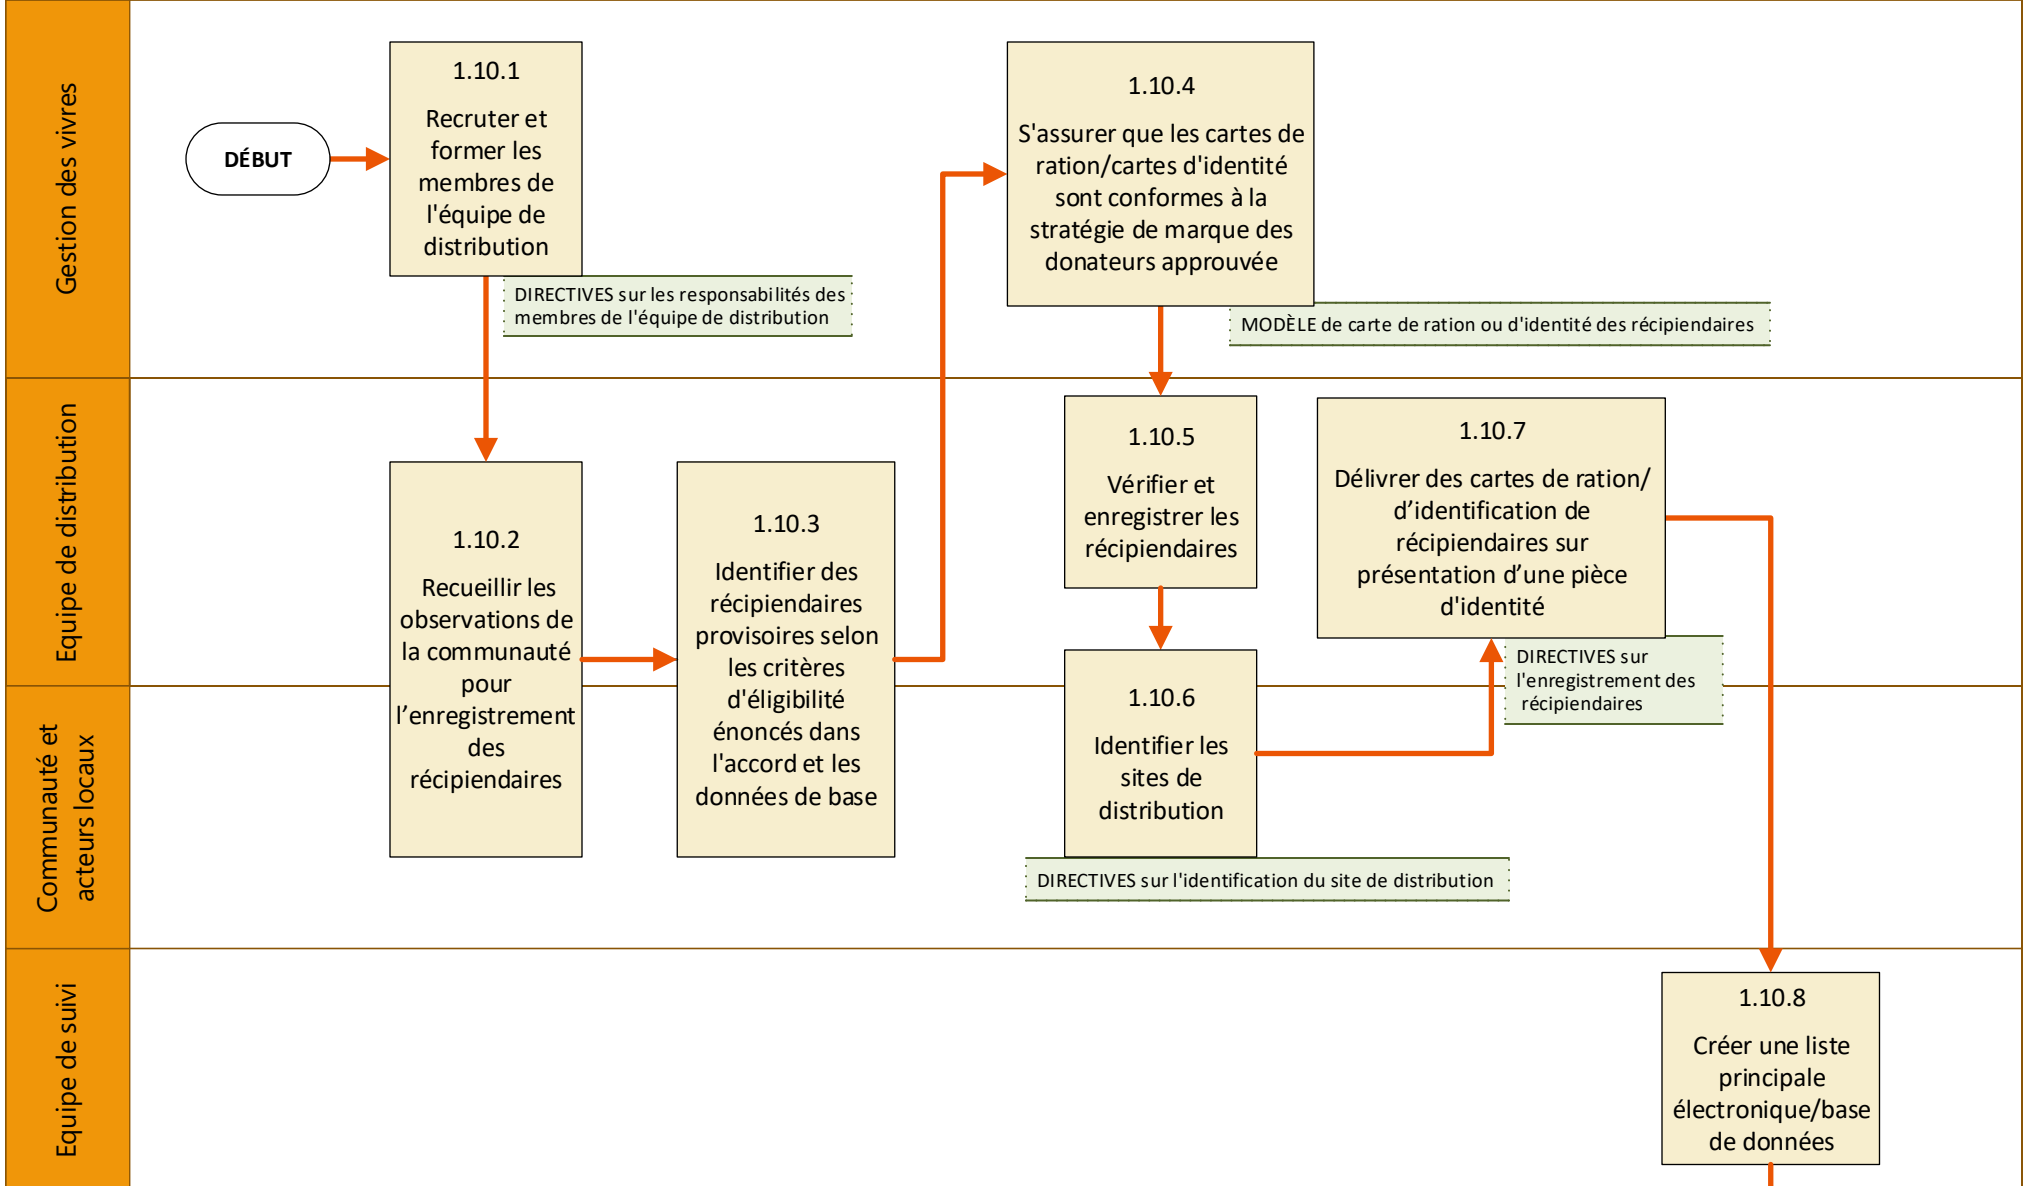 Gestion des vivres
DÉBUT
1.10.1
Recruter et
former les
membres de
l'équipe de
distribution
DIRECTIVES sur les responsabilités des
membres de l'équipe de distribution
1.10.4
S'assurer que les cartes de
ration/cartes d'identité
sont conformes à la
stratégie de marque des
donateurs approuvée
MODÈLE de carte de ration ou d'identité des récipiendaires
Equipe de distribution
1.10.2
Recueillir les
observations de
la communauté
pour
l’enregistrement
des
récipiendaires
1.10.3
Identifier des
récipiendaires
provisoires selon
les critères
d'éligibilité
énoncés dans
l'accord et les
données de base
1.10.5
Vérifier et
enregistrer les
récipiendaires
1.10.6
Identifier les
sites de
distribution
DIRECTIVES sur l'identification du site de distribution
1.10.7
Délivrer des cartes de ration/
d’identification de
récipiendaires sur
présentation d’une pièce
d'identité
DIRECTIVES sur
l'enregistrement des
récipiendaires
Communauté et
acteurs locaux
Equipe de suivi
1.10.8
Créer une liste
principale
électronique/base
de données